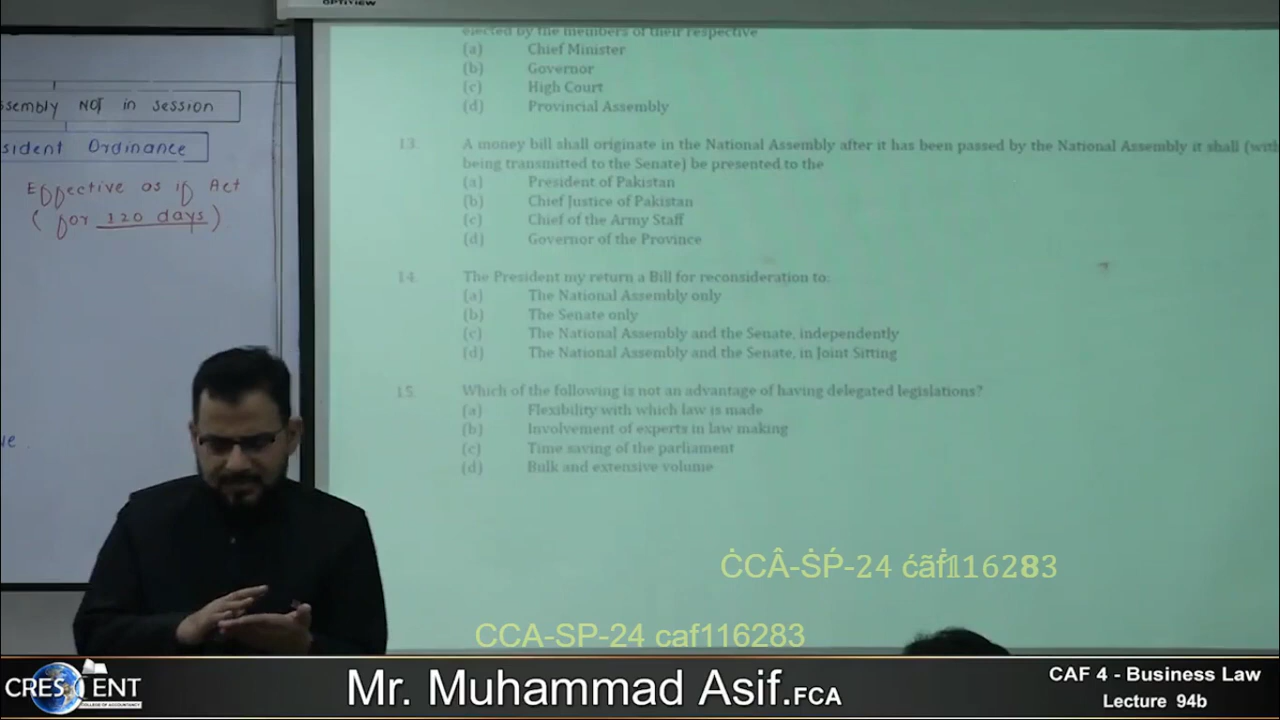 OPTIVIEW
ssembly NOT in session
sident Ordinance
Effective as if Act
( for 120 days )
ue.
elected by the members of their respective
(a) Chief Minister
(b) Governor
(c) High Court
(d) Provincial Assembly
13. A money bill shall originate in the National Assembly after it has been passed by the National Assembly it shall (with
being transmitted to the Senate) be presented to the
(a) President of Pakistan
(b) Chief Justice of Pakistan
(c) Chief of the Army Staff
(d) Governor of the Province
14. The President my return a Bill for reconsideration to:
(a) The National Assembly only
(b) The Senate only
(c) The National Assembly and the Senate, independently
(d) The National Assembly and the Senate, in Joint Sitting
15. Which of the following is not an advantage of having delegated legislations?
(a) Flexibility with which law is made
(b) Involvement of experts in law making
(c) Time saving of the parliament
(d) Bulk and extensive volume
ĊCÂ-ṠṔ-24 ćãḟ116283
CCA-SP-24 caf116283
CRESCENT
COLLEGE OF ACCOUNTANCY
Mr. Muhammad Asif.FCA
CAF 4 - Business Law
Lecture 94b